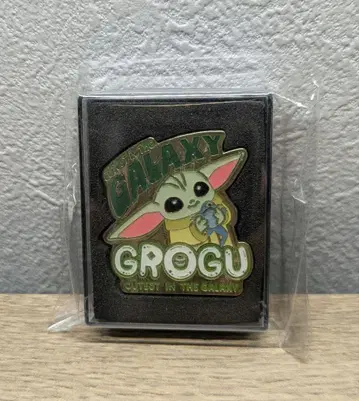 GALAXY
GROGU
CUTEST IN THE GALAXY